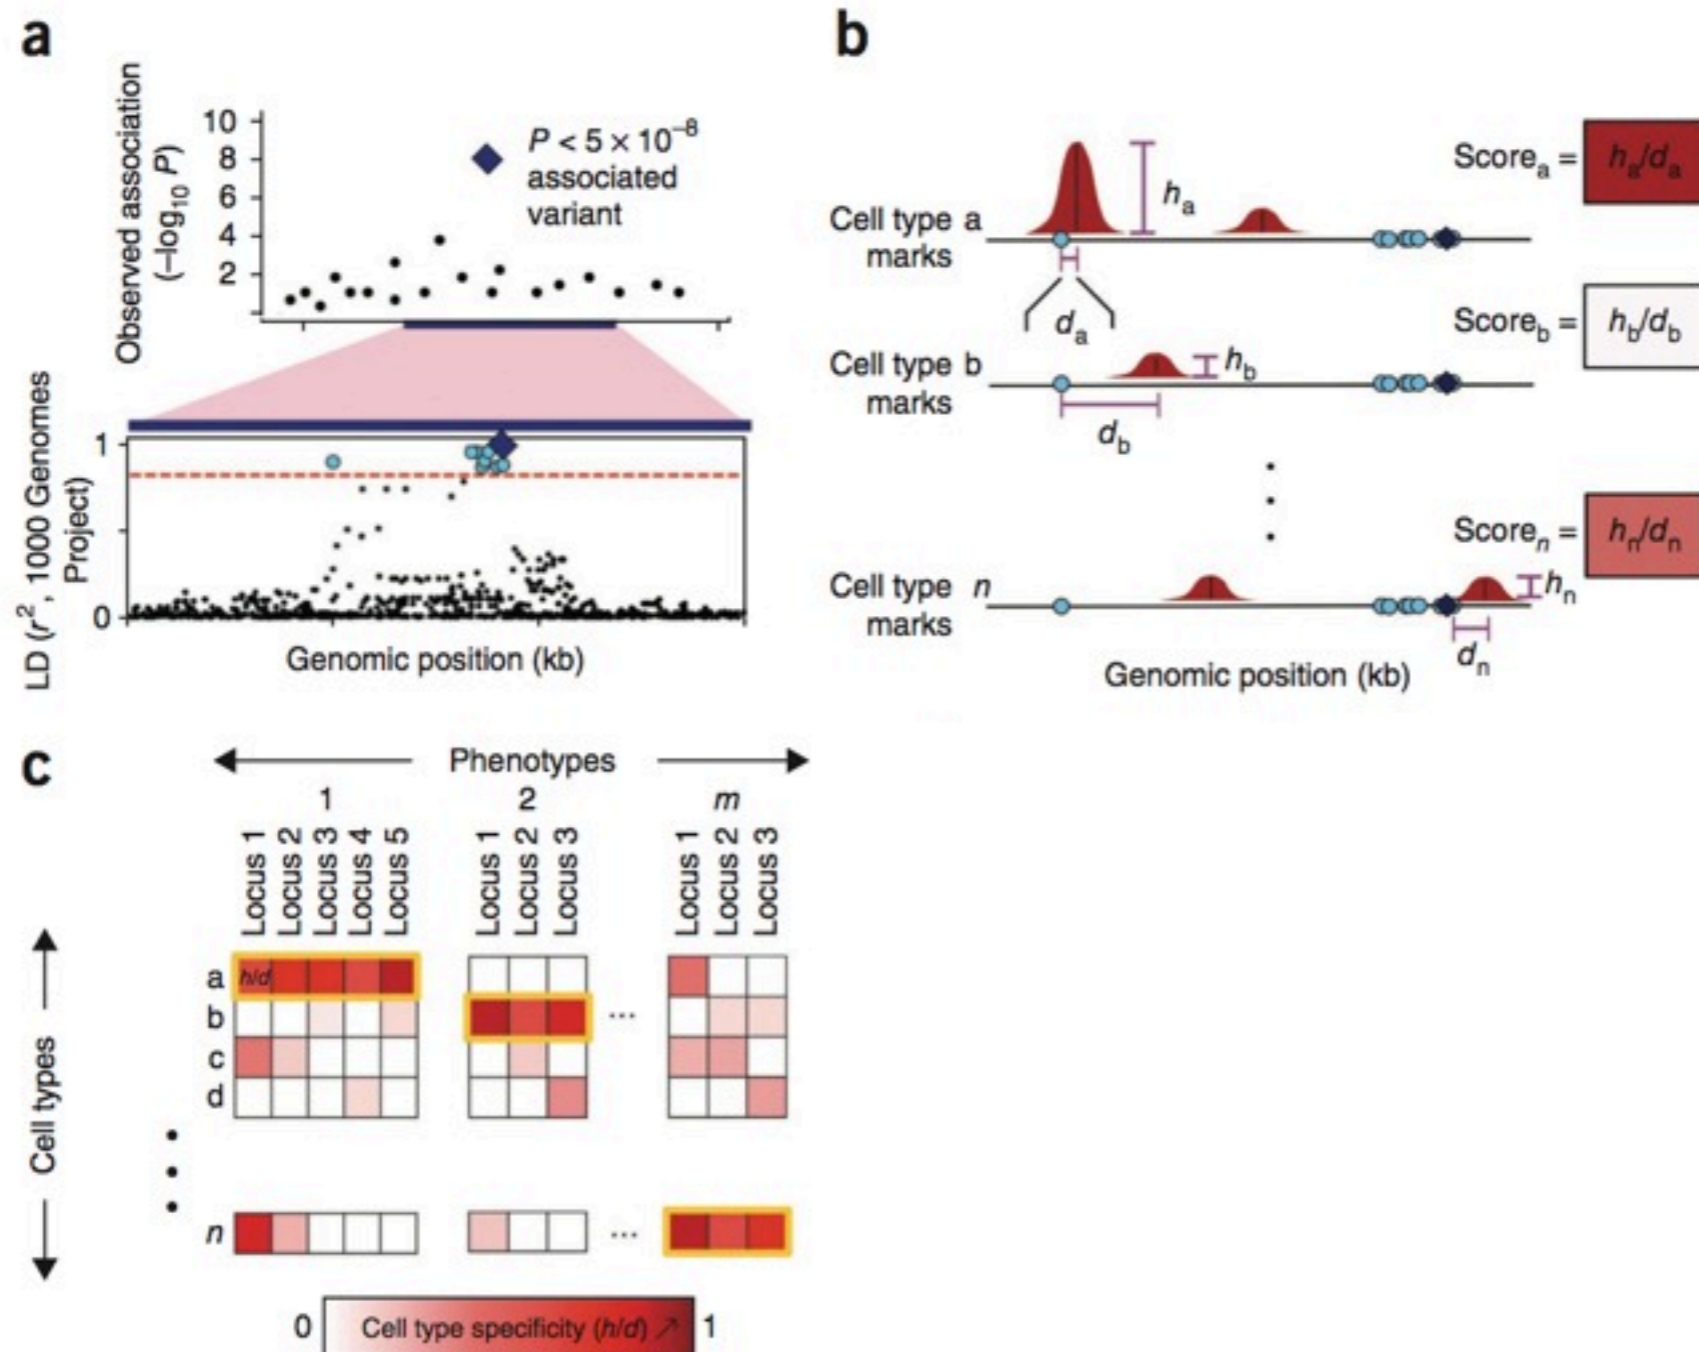 a
Observed association
(–log10 P)
10
8
6
4
2
P < 5 × 10–8
associated
variant
LD (r2, 1000 Genomes
Project)
1
0
Genomic position (kb)
b
Cell type a
marks
ha
da
Scorea = ha/da
Cell type b
marks
hb
db
Scoreb = hb/db
Cell type n
marks
hn
dn
Scoren = hn/dn
Genomic position (kb)
c
Phenotypes
1 2 m
Locus 1 Locus 2 Locus 3 Locus 4 Locus 5 Locus 1 Locus 2 Locus 3 Locus 1 Locus 2 Locus 3
Cell types
a h/d
b ...
c
d
n ...
0 Cell type specificity (h/d) ↗ 1